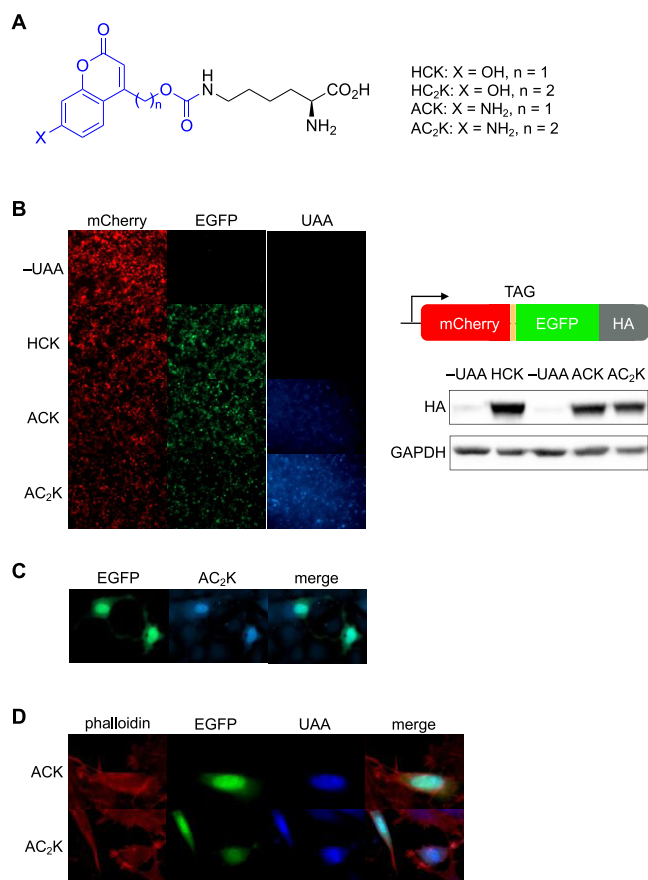 A
O
O
X
( )n
O
O
H
N
CO₂H
NH₂
HCK: X = OH, n = 1
HC₂K: X = OH, n = 2
ACK: X = NH₂, n = 1
AC₂K: X = NH₂, n = 2
B
mCherry EGFP UAA
–UAA
HCK
ACK
AC₂K
TAG
mCherry EGFP HA
–UAA HCK –UAA ACK AC₂K
HA
GAPDH
C
EGFP AC₂K merge
D
phalloidin EGFP UAA merge
ACK
AC₂K